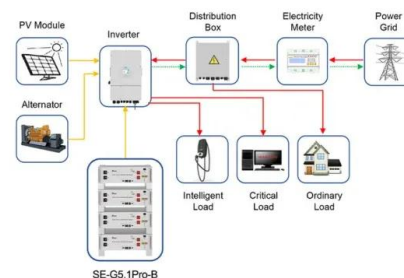 PV Module
Inverter
Distribution
Box
Electricity
Meter
Power
Grid
Alternator
Intelligent
Load
Critical
Load
Ordinary
Load
SE-G5.1Pro-B